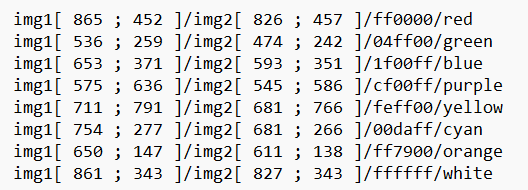 img1[ 865 ; 452 ]/img2[ 826 ; 457 ]/ff0000/red
img1[ 536 ; 259 ]/img2[ 474 ; 242 ]/04ff00/green
img1[ 653 ; 371 ]/img2[ 593 ; 351 ]/1f00ff/blue
img1[ 575 ; 636 ]/img2[ 545 ; 586 ]/cf00ff/purple
img1[ 711 ; 791 ]/img2[ 681 ; 766 ]/feff00/yellow
img1[ 754 ; 277 ]/img2[ 681 ; 266 ]/00daff/cyan
img1[ 650 ; 147 ]/img2[ 611 ; 138 ]/ff7900/orange
img1[ 861 ; 343 ]/img2[ 827 ; 343 ]/ffffff/white